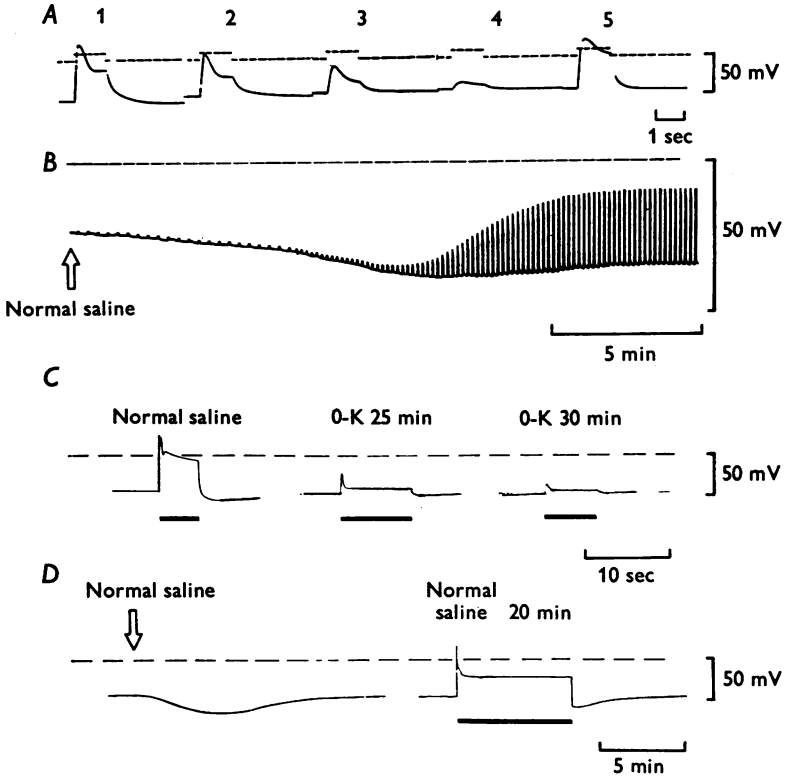 A
1 2 3 4 5
50 mV
1 sec
B
50 mV
Normal saline
5 min
C
Normal saline 0-K 25 min 0-K 30 min
50 mV
10 sec
D
Normal saline
Normal
saline 20 min
50 mV
5 min